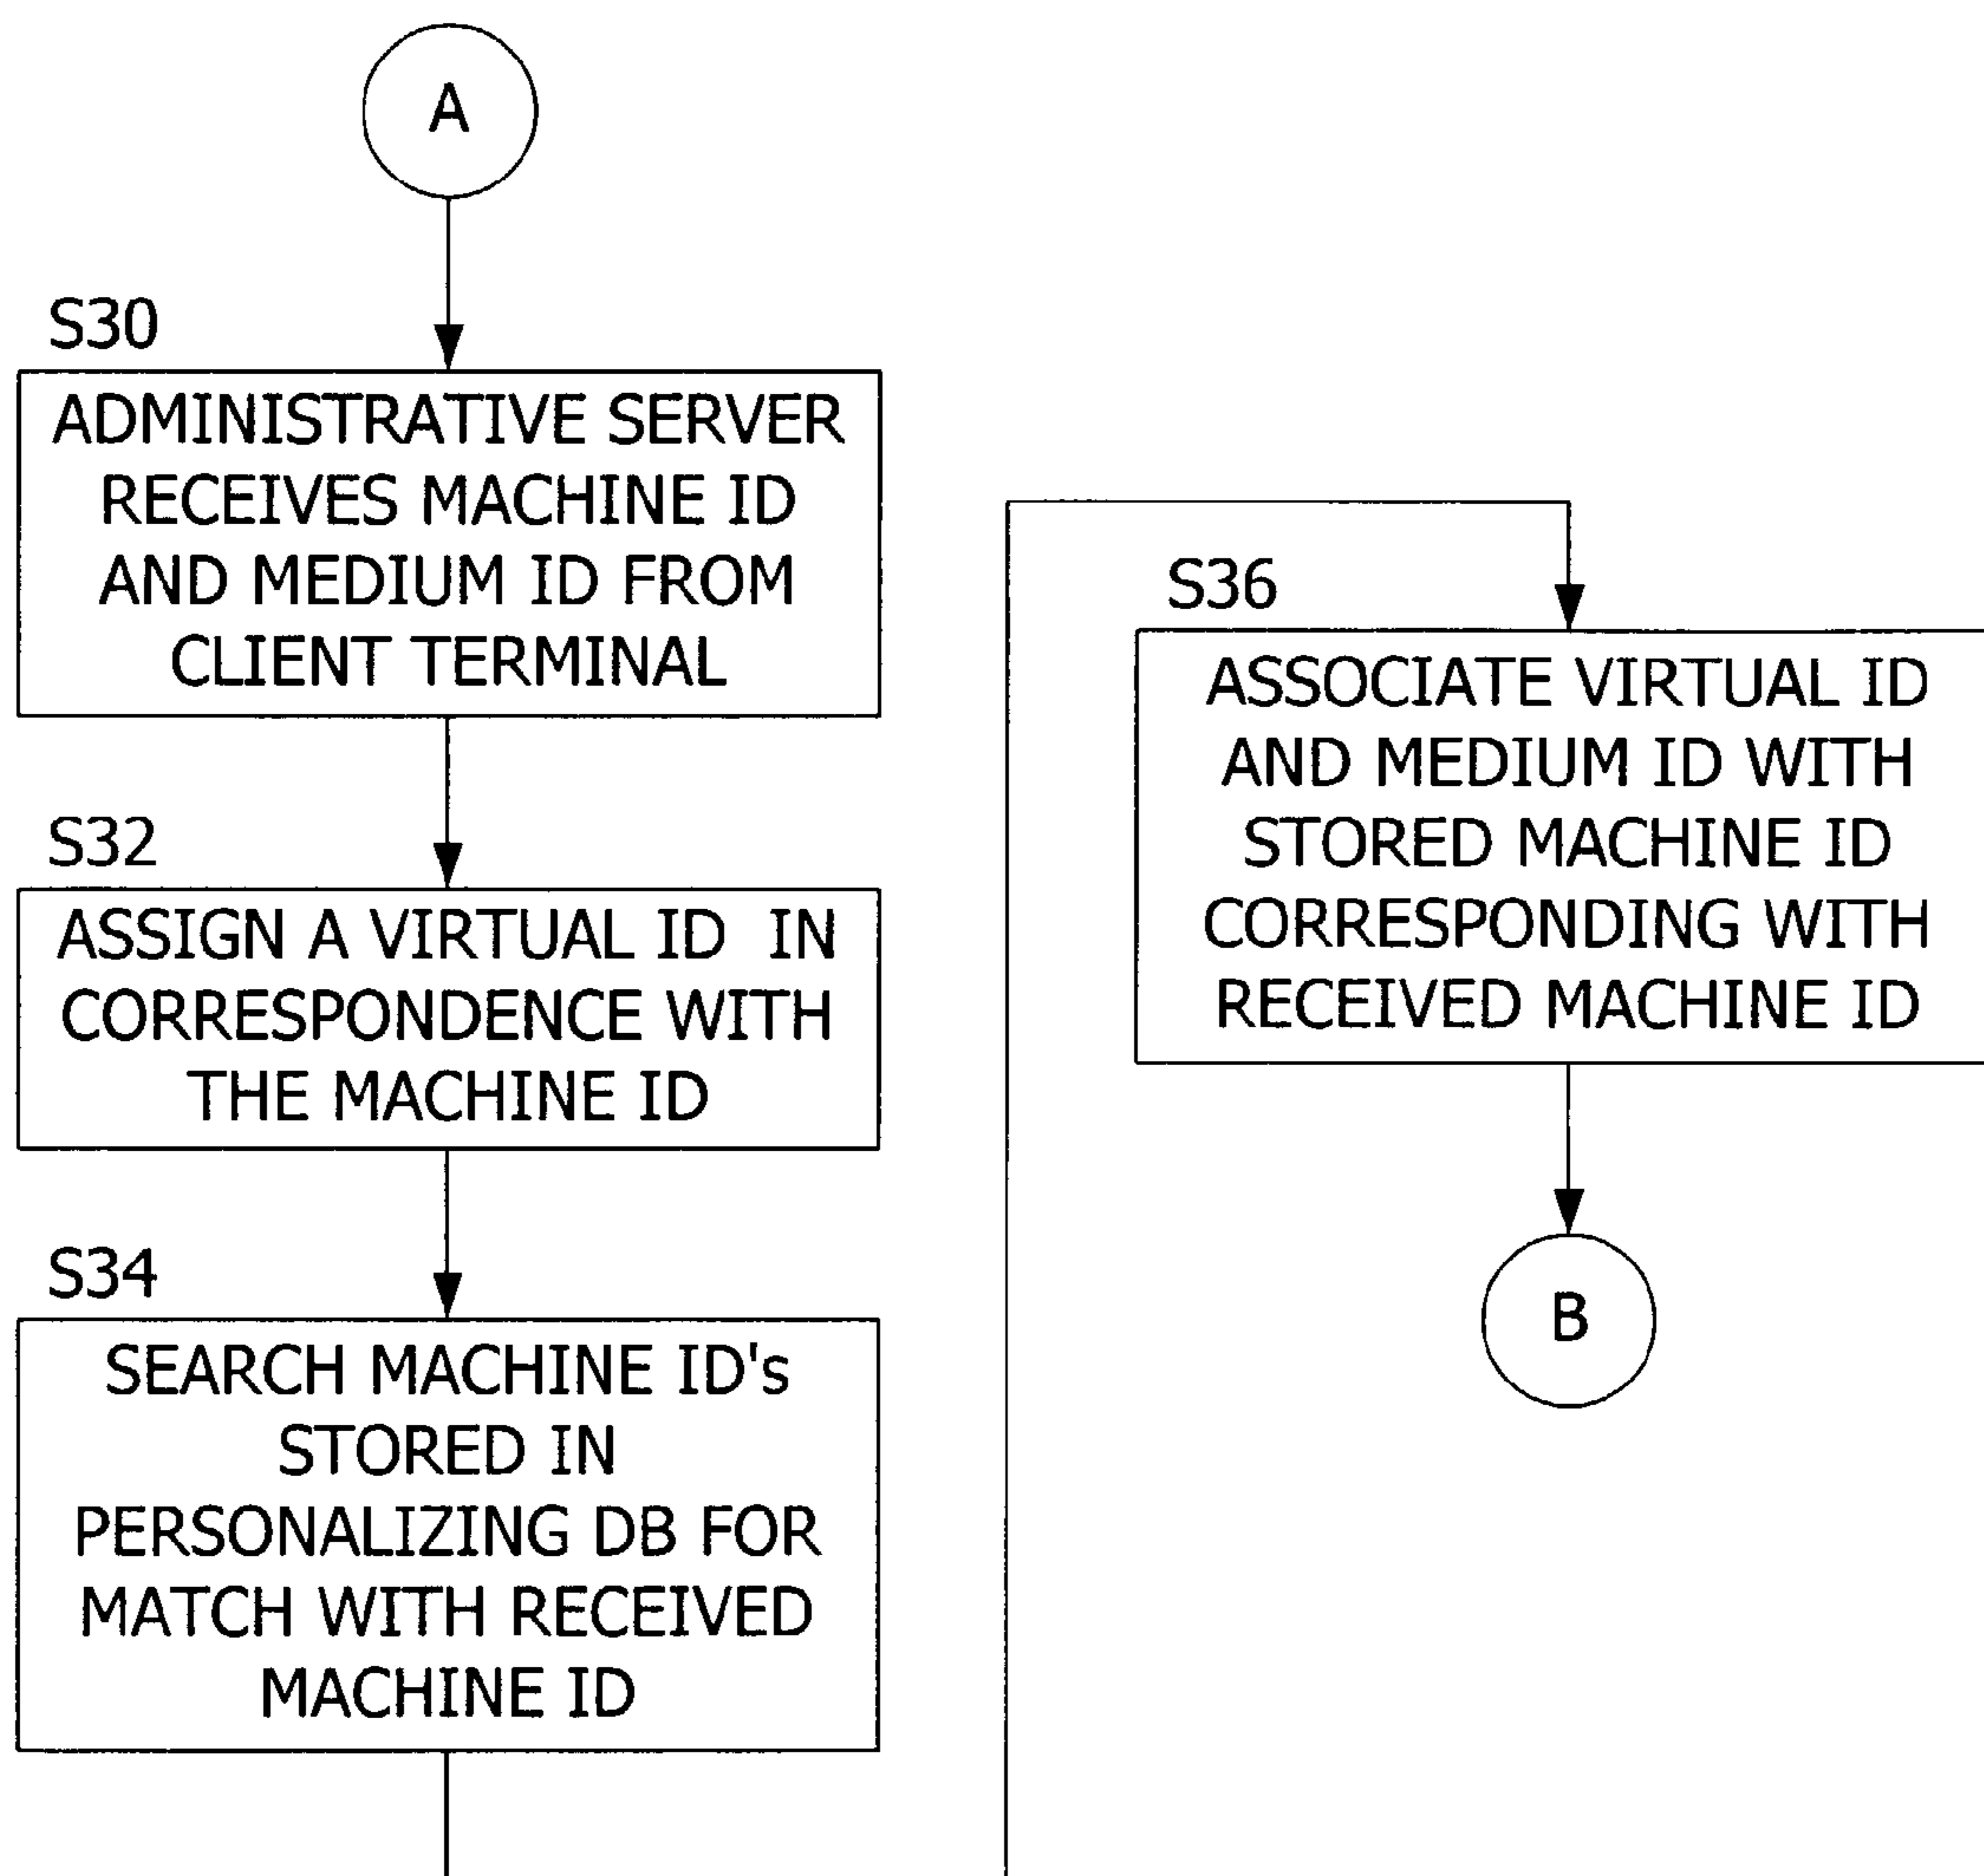 A
S30
ADMINISTRATIVE SERVER
RECEIVES MACHINE ID
AND MEDIUM ID FROM
CLIENT TERMINAL
S32
ASSIGN A VIRTUAL ID IN
CORRESPONDENCE WITH
THE MACHINE ID
S34
SEARCH MACHINE ID's
STORED IN
PERSONALIZING DB FOR
MATCH WITH RECEIVED
MACHINE ID
S36
ASSOCIATE VIRTUAL ID
AND MEDIUM ID WITH
STORED MACHINE ID
CORRESPONDING WITH
RECEIVED MACHINE ID
B